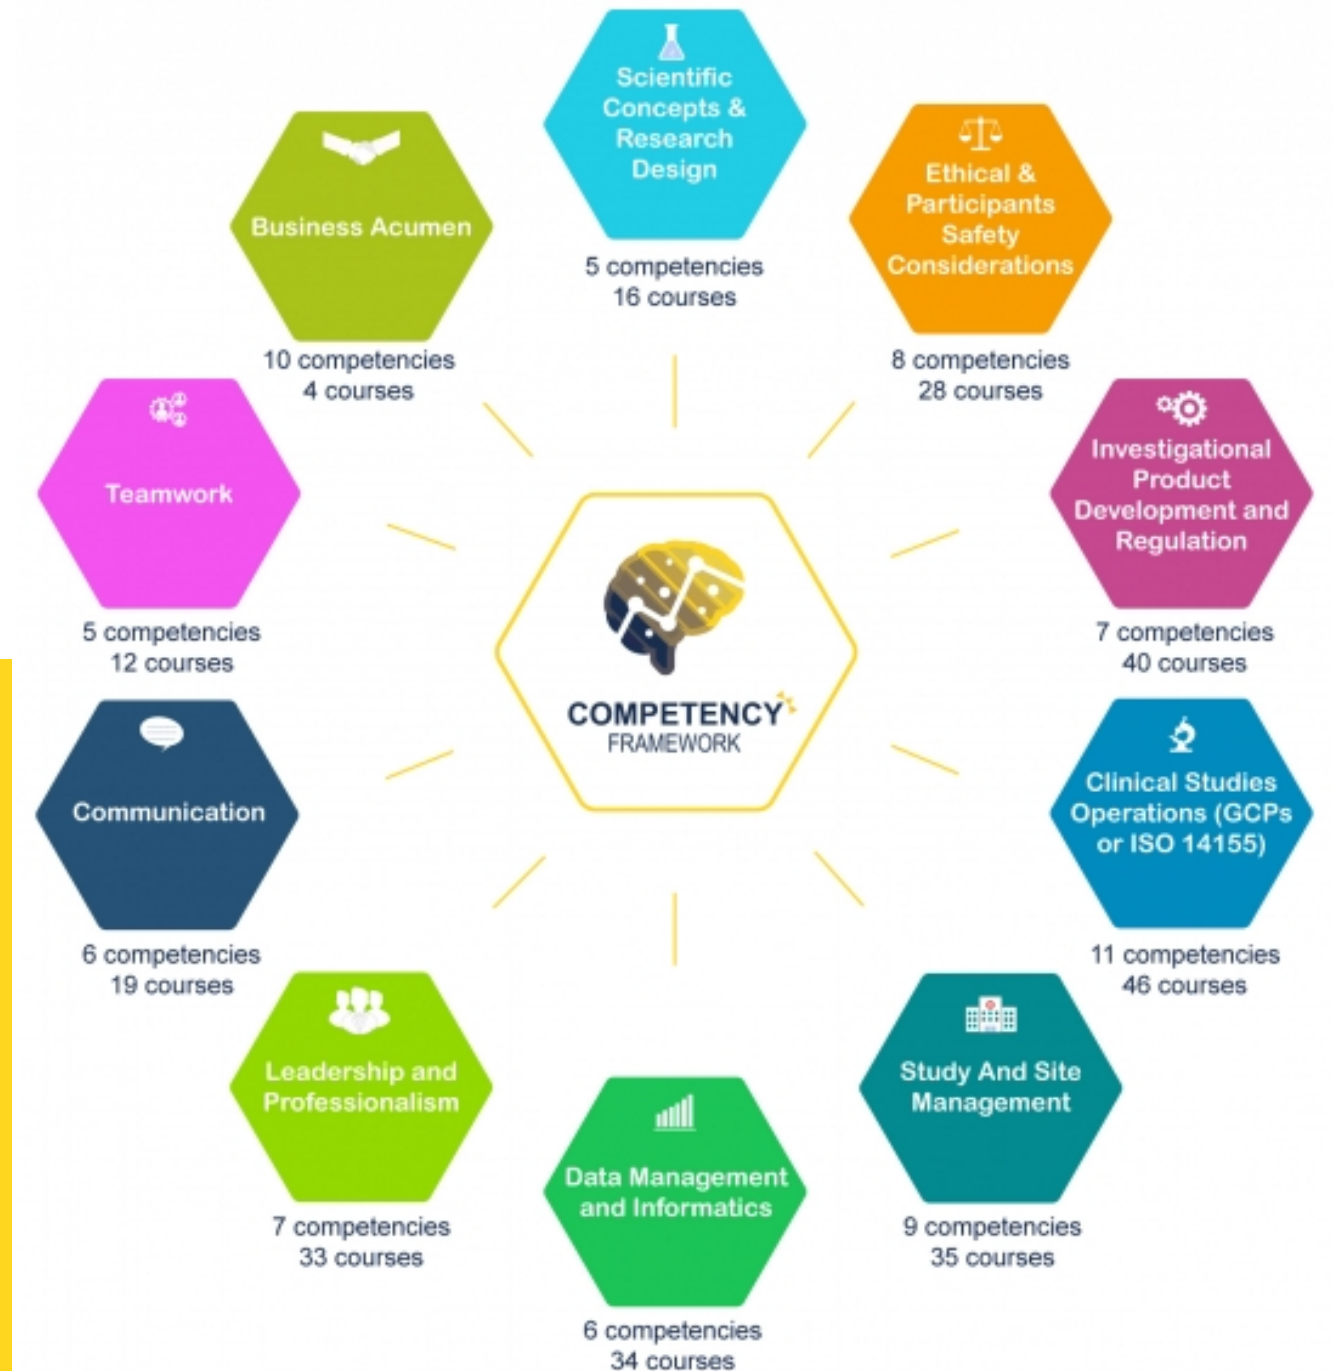 Scientific
Concepts &
Research
Design
5 competencies
16 courses
Ethical &
Participants
Safety
Considerations
8 competencies
28 courses
Investigational
Product
Development and
Regulation
7 competencies
40 courses
Clinical Studies
Operations (GCPs
or ISO 14155)
11 competencies
46 courses
Study And Site
Management
9 competencies
35 courses
Data Management
and Informatics
6 competencies
34 courses
Leadership and
Professionalism
7 competencies
33 courses
Communication
6 competencies
19 courses
Teamwork
5 competencies
12 courses
Business Acumen
10 competencies
4 courses
COMPETENCY
FRAMEWORK